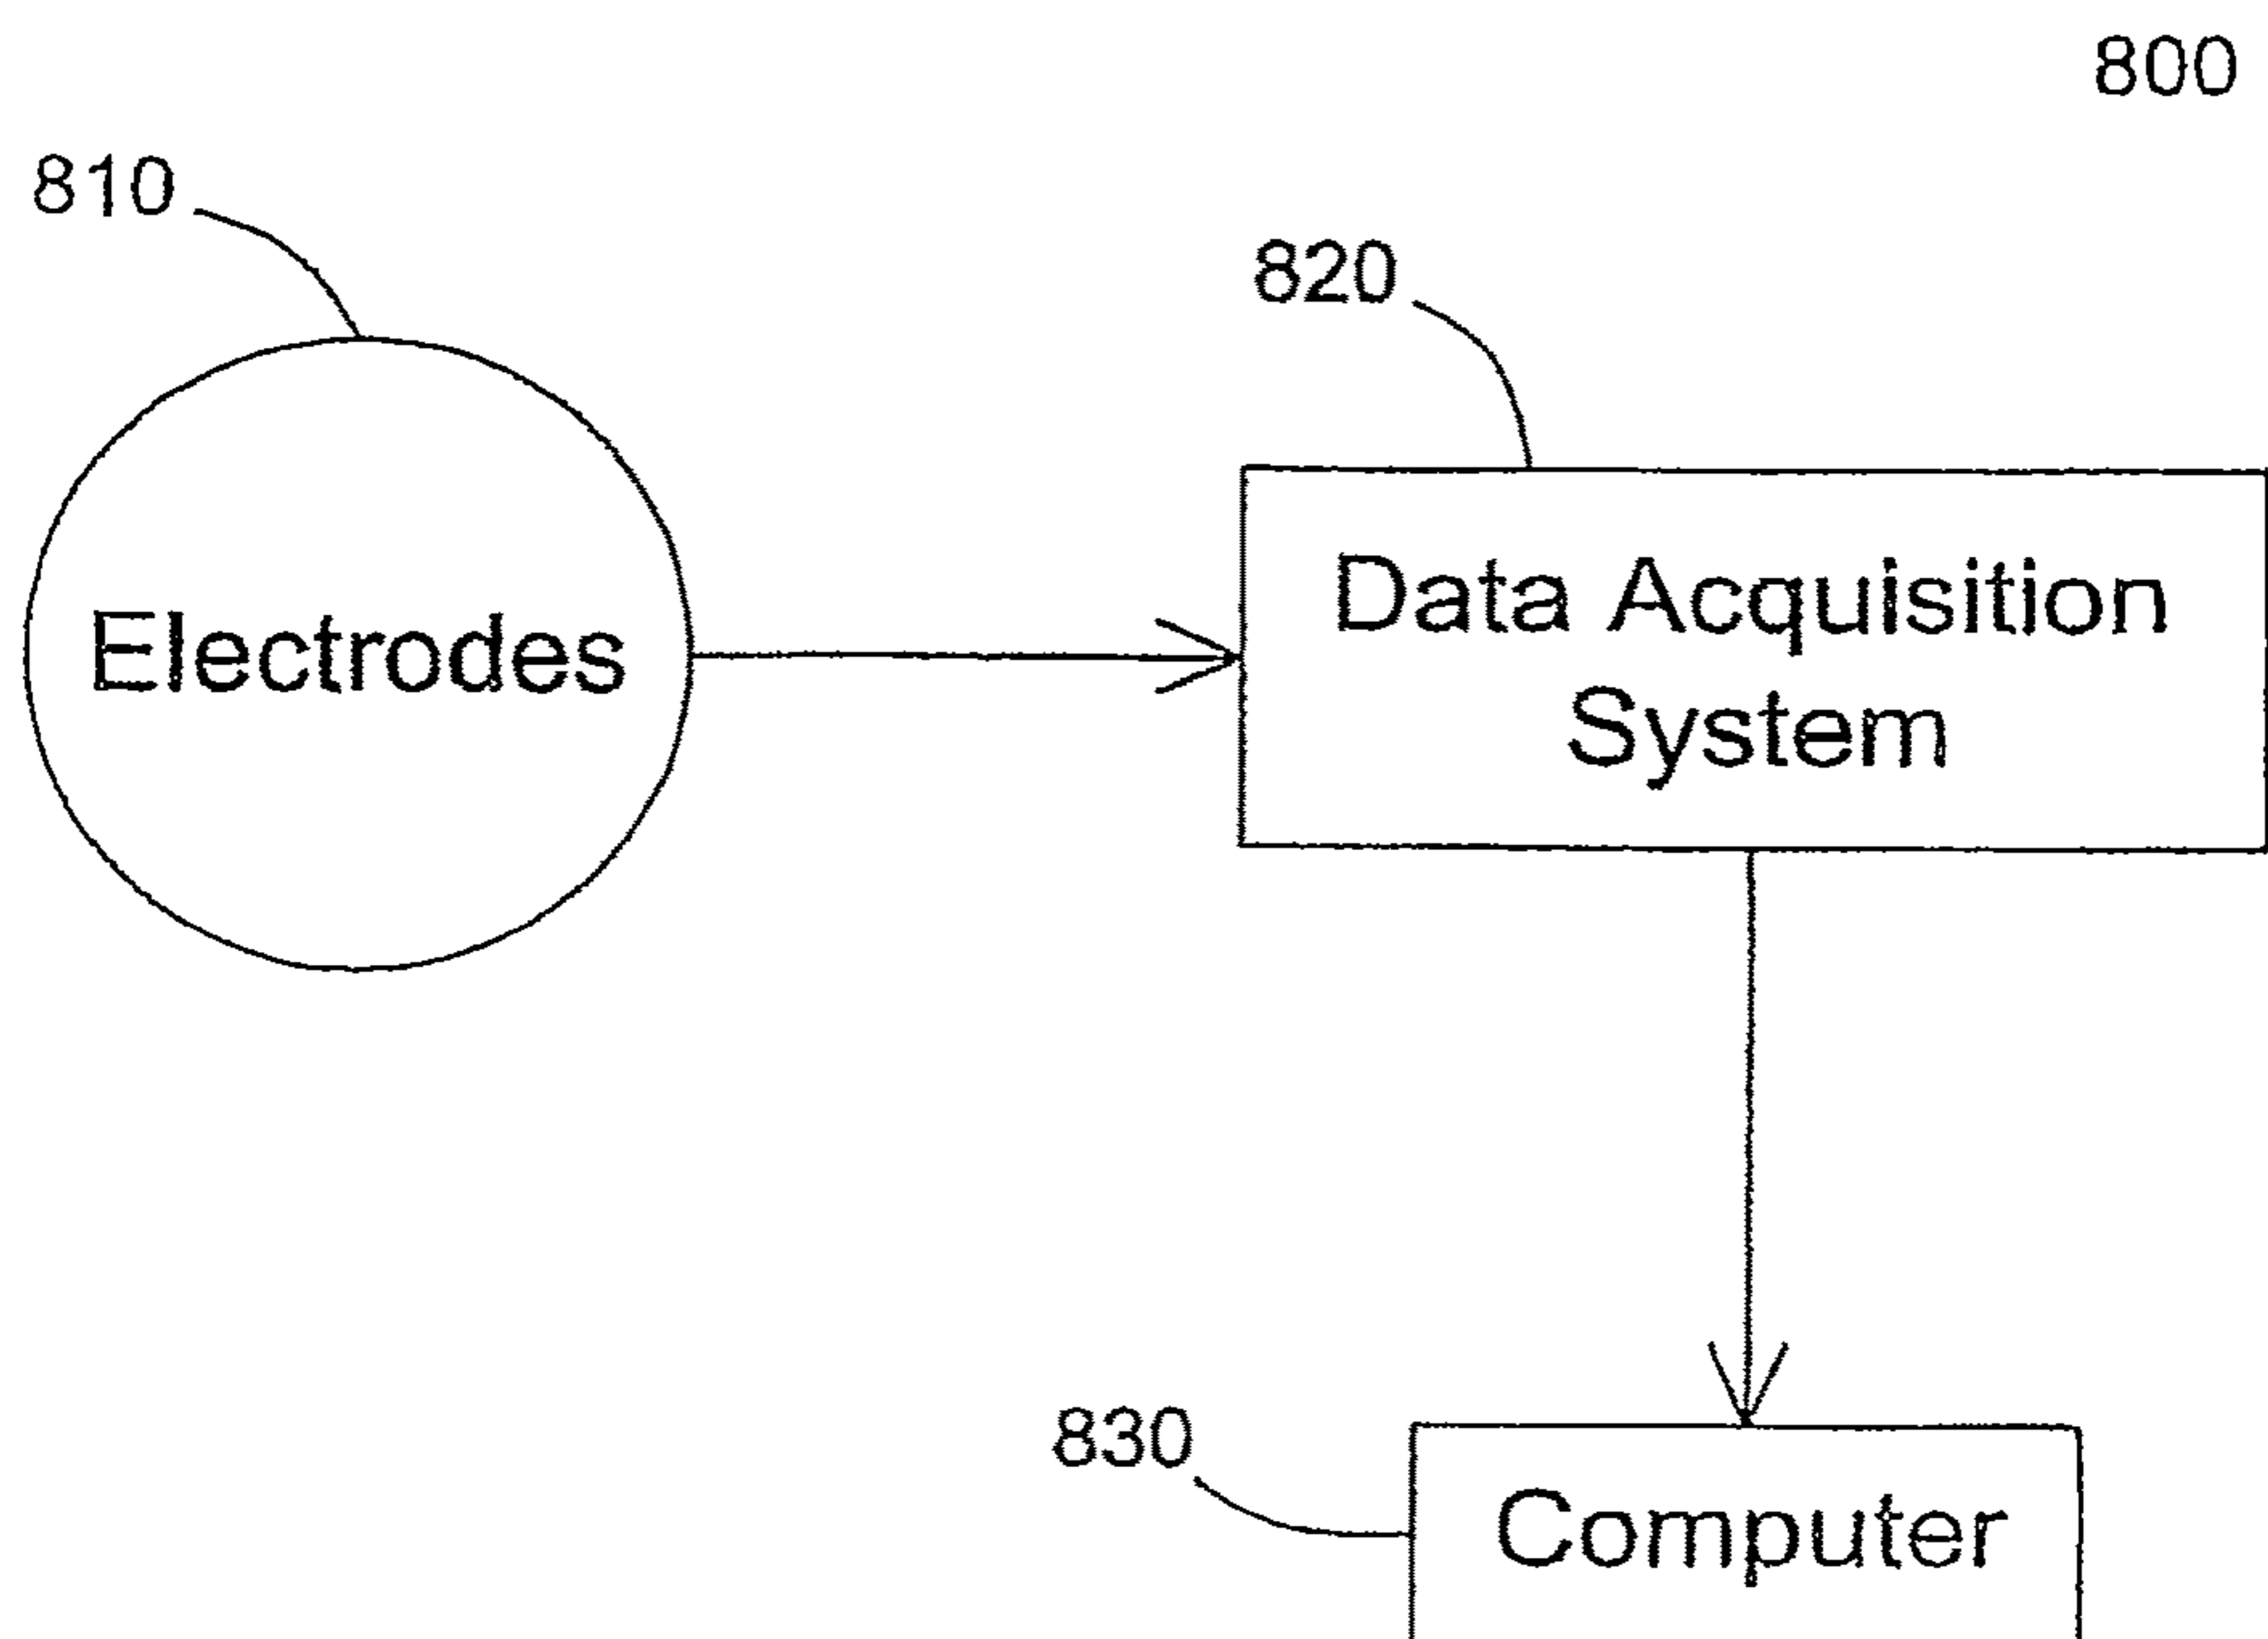 800
810
820
Electrodes
Data Acquisition
System
830
Computer